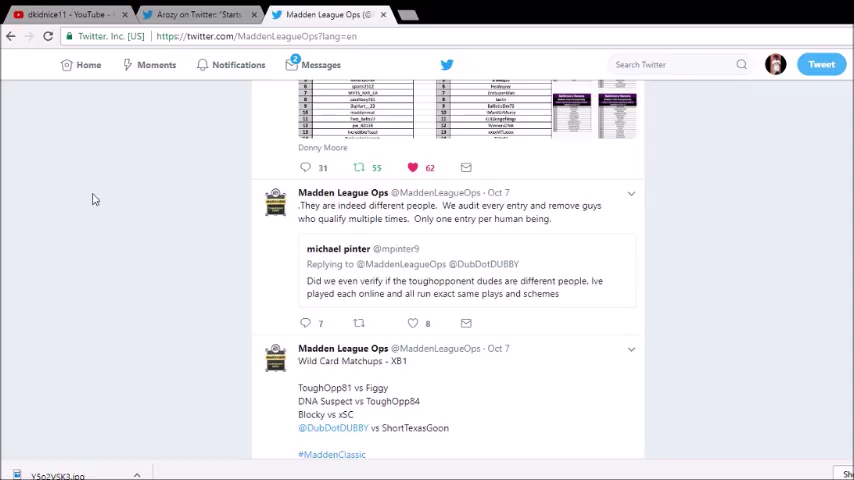 dkidnice11 - YouTube -
Arozy on Twitter: "Starts
Madden League Ops (@
Twitter, Inc. [US]
https://twitter.com/MaddenLeagueOps?lang=en
Home
Moments
Notifications
2
Messages
Search Twitter
Tweet
Donny Moore
31
55
62
Madden League Ops @MaddenLeagueOps · Oct 7
.They are indeed different people. We audit every entry and remove guys
who qualify multiple times. Only one entry per human being.
michael pinter @mpinter9
Replying to @MaddenLeagueOps @DubDotDUBBY
Did we even verify if the toughopponent dudes are different people. Ive
played each online and all run exact same plays and schemes
7
8
Madden League Ops @MaddenLeagueOps · Oct 7
Wild Card Matchups - XB1
ToughOpp81 vs Figgy
DNA Suspect vs ToughOpp84
Blocky vs xSC
@DubDotDUBBY vs ShortTexasGoon
#MaddenClassic
Y5o2VSK3.jpg